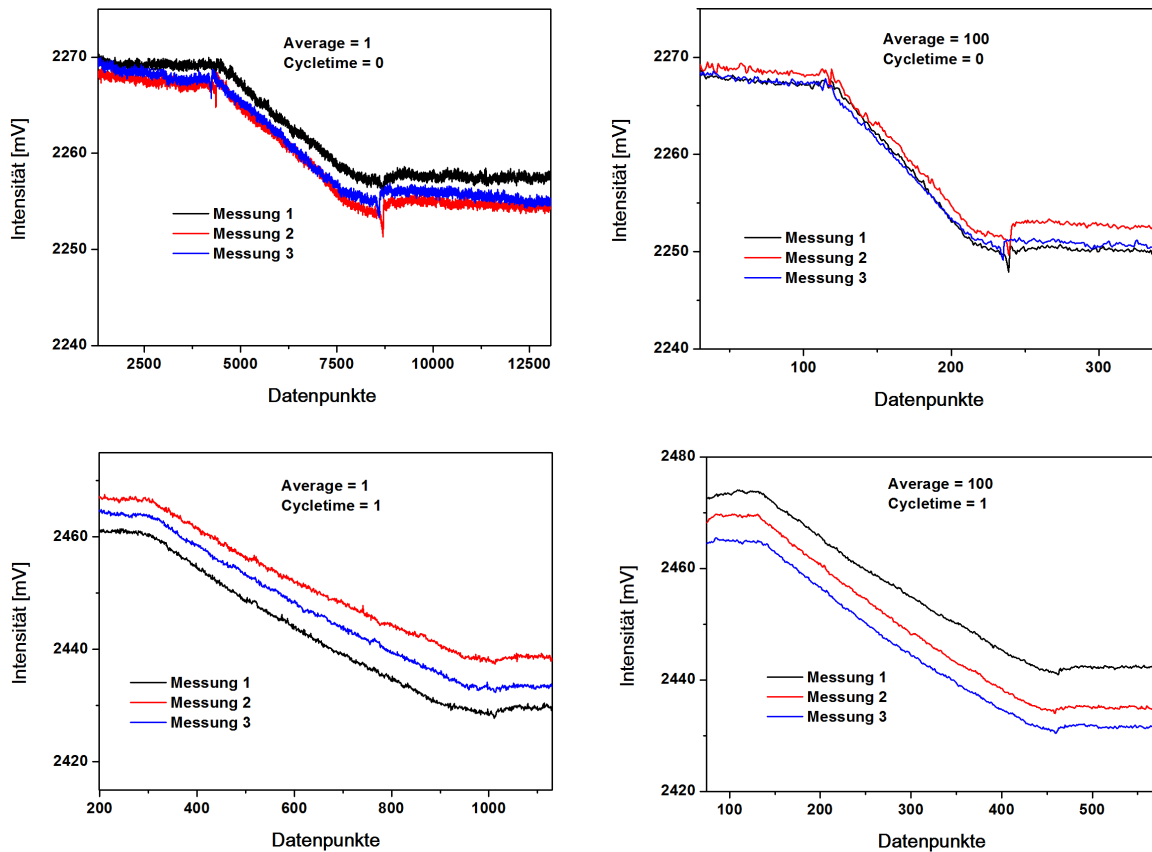 Average = 1
Cycletime = 0
2270
2260
2250
2240
Intensität [mV]
Messung 1
Messung 2
Messung 3
2500 5000 7500 10000 12500
Datenpunkte
Average = 100
Cycletime = 0
2270
2260
2250
2240
Intensität [mV]
Messung 1
Messung 2
Messung 3
100 200 300
Datenpunkte
Average = 1
Cycletime = 1
2460
2440
2420
Intensität [mV]
Messung 1
Messung 2
Messung 3
200 400 600 800 1000
Datenpunkte
Average = 100
Cycletime = 1
2480
2460
2440
2420
Intensität [mV]
Messung 1
Messung 2
Messung 3
100 200 300 400 500
Datenpunkte